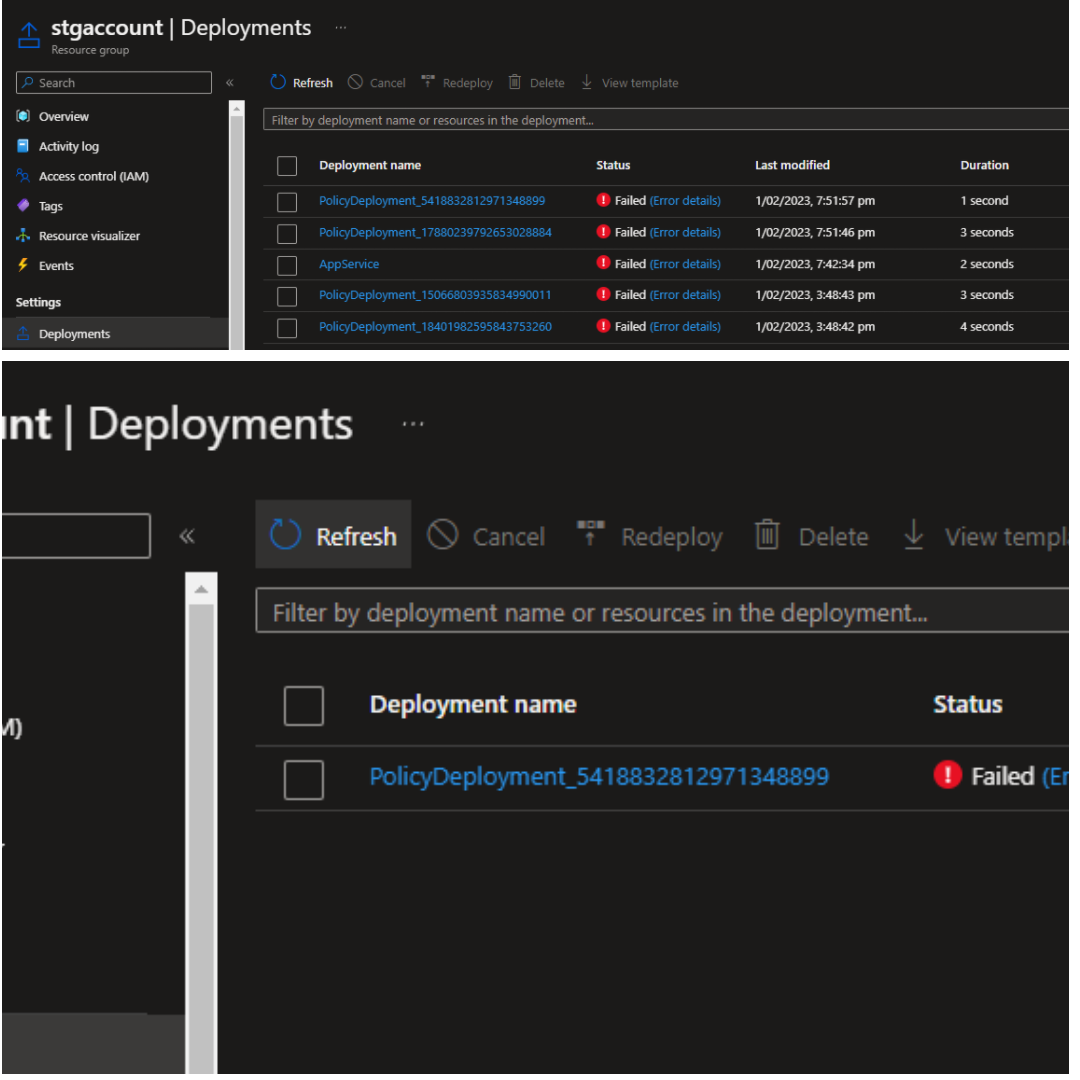 stgaccount | Deployments ...
Resource group
Search «
Refresh Cancel Redeploy Delete View template
Overview
Activity log
Access control (IAM)
Tags
Resource visualizer
Events
Settings
Deployments
Filter by deployment name or resources in the deployment...
Deployment name Status Last modified Duration
PolicyDeployment_5418832812971348899 Failed (Error details) 1/02/2023, 7:51:57 pm 1 second
PolicyDeployment_17880239792653028884 Failed (Error details) 1/02/2023, 7:51:46 pm 3 seconds
AppService Failed (Error details) 1/02/2023, 7:42:34 pm 2 seconds
PolicyDeployment_15066803935834990011 Failed (Error details) 1/02/2023, 3:48:43 pm 3 seconds
PolicyDeployment_18401982595843753260 Failed (Error details) 1/02/2023, 3:48:42 pm 4 seconds
unt | Deployments ...
«
Refresh Cancel Redeploy Delete View templa
Filter by deployment name or resources in the deployment...
Deployment name Status
M)
PolicyDeployment_5418832812971348899 Failed (Er